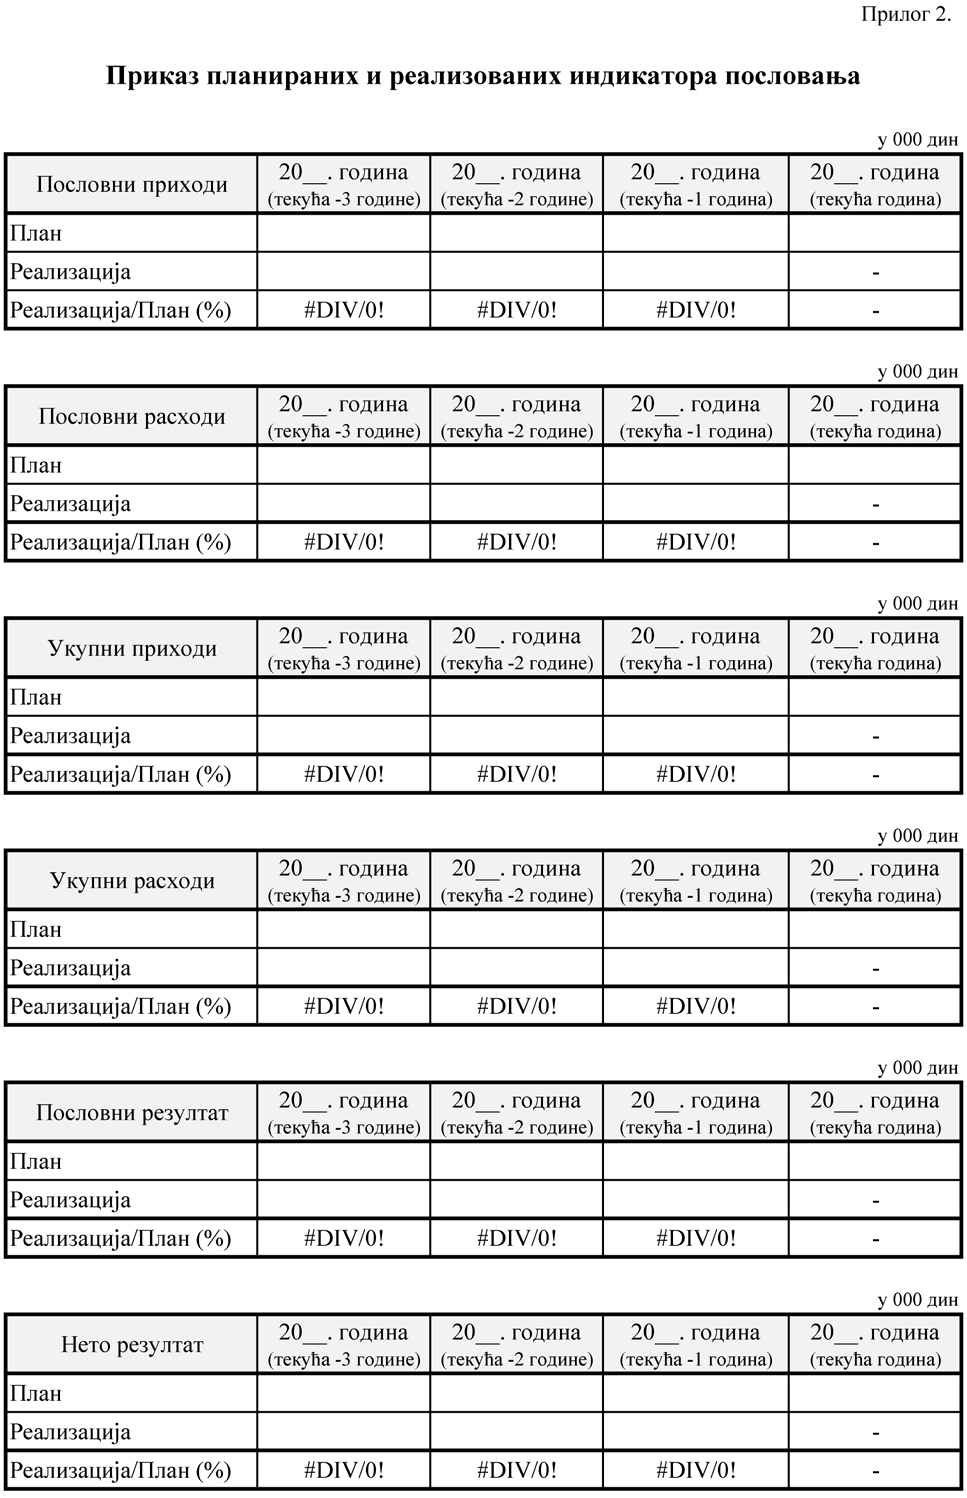 Прилог 2.
Приказ планираних и реализованих индикатора пословања
у 000 дин
Пословни приходи 20__. година (текућа -3 године) 20__. година (текућа -2 године) 20__. година (текућа -1 година) 20__. година (текућа година)
План
Реализација -
Реализација/План (%) #DIV/0! #DIV/0! #DIV/0! -
у 000 дин
Пословни расходи 20__. година (текућа -3 године) 20__. година (текућа -2 године) 20__. година (текућа -1 година) 20__. година (текућа година)
План
Реализација -
Реализација/План (%) #DIV/0! #DIV/0! #DIV/0! -
у 000 дин
Укупни приходи 20__. година (текућа -3 године) 20__. година (текућа -2 године) 20__. година (текућа -1 година) 20__. година (текућа година)
План
Реализација -
Реализација/План (%) #DIV/0! #DIV/0! #DIV/0! -
у 000 дин
Укупни расходи 20__. година (текућа -3 године) 20__. година (текућа -2 године) 20__. година (текућа -1 година) 20__. година (текућа година)
План
Реализација -
Реализација/План (%) #DIV/0! #DIV/0! #DIV/0! -
у 000 дин
Пословни резултат 20__. година (текућа -3 године) 20__. година (текућа -2 године) 20__. година (текућа -1 година) 20__. година (текућа година)
План
Реализација -
Реализација/План (%) #DIV/0! #DIV/0! #DIV/0! -
у 000 дин
Нето резултат 20__. година (текућа -3 године) 20__. година (текућа -2 године) 20__. година (текућа -1 година) 20__. година (текућа година)
План
Реализација -
Реализација/План (%) #DIV/0! #DIV/0! #DIV/0! -